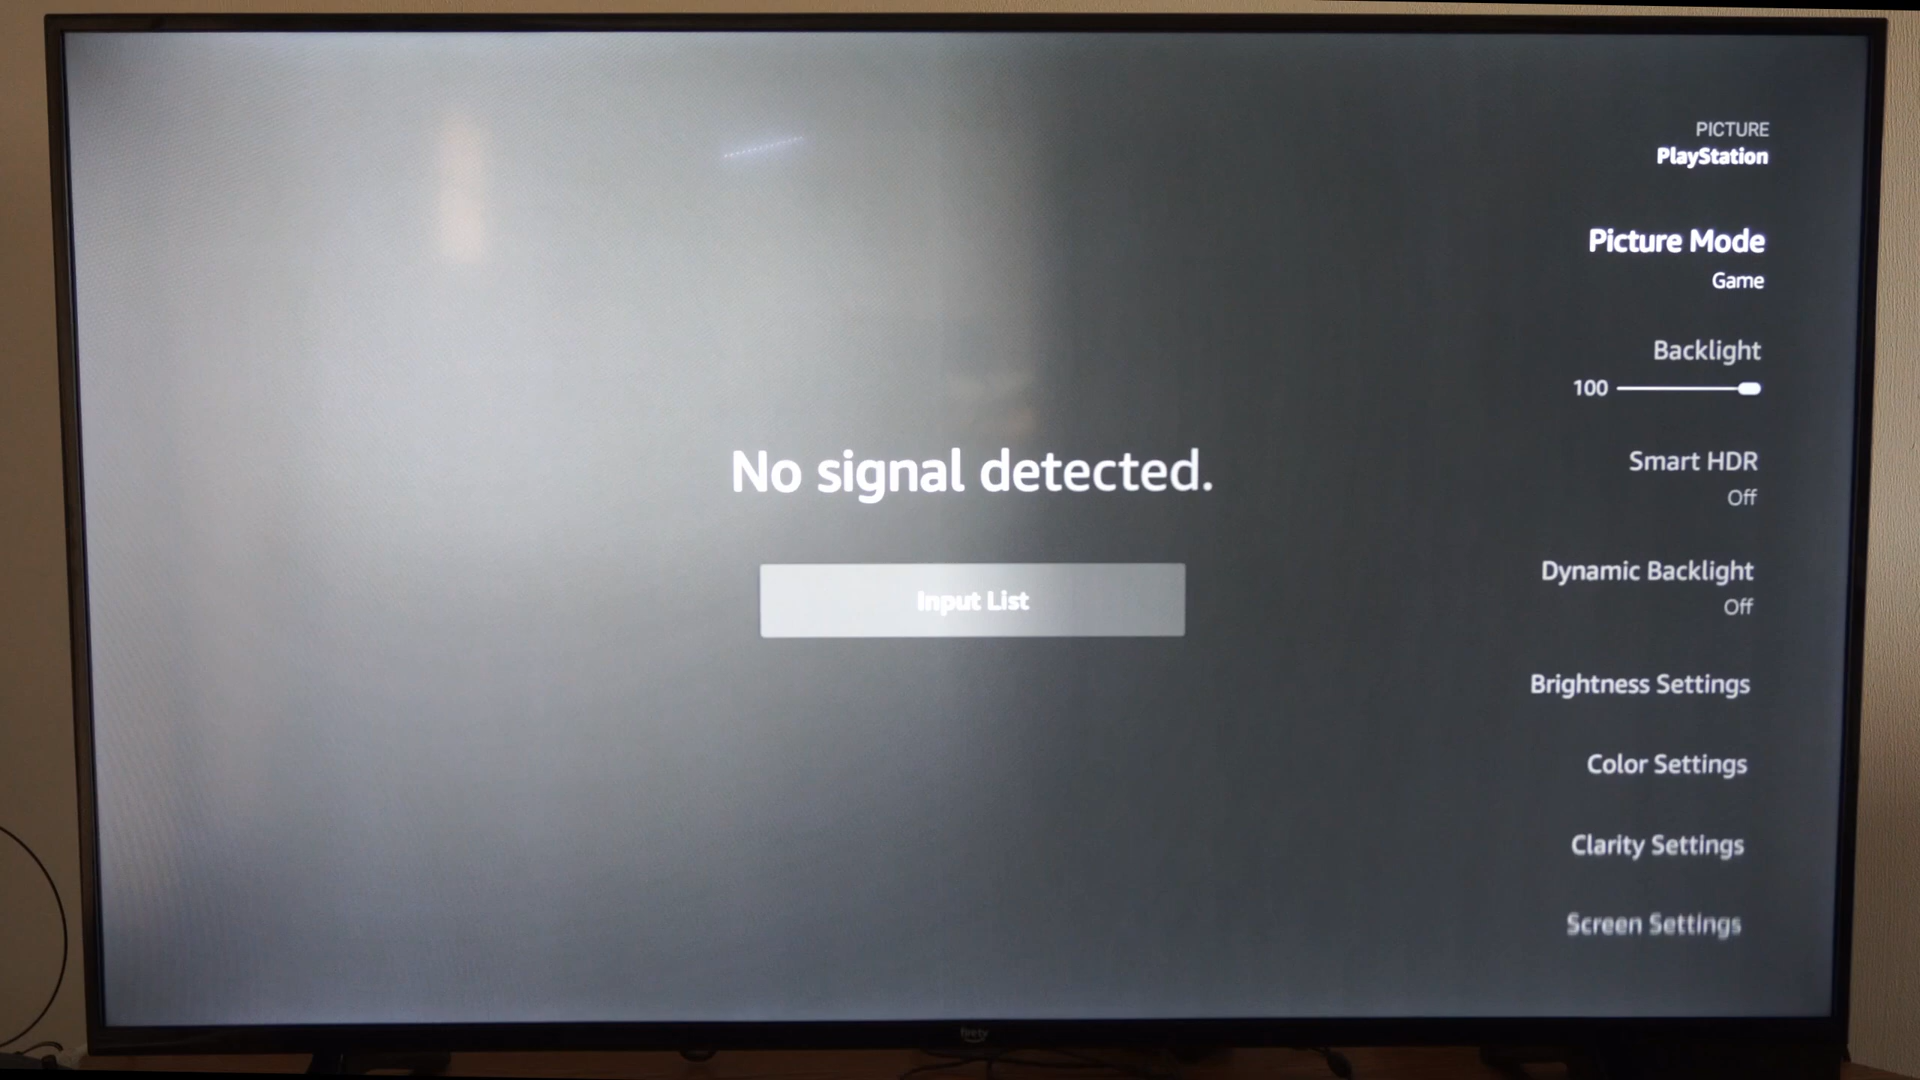 PICTURE
PlayStation
Picture Mode
Game
Backlight
100
Smart HDR
Off
Dynamic Backlight
Off
Brightness Settings
Color Settings
Clarity Settings
Screen Settings
No signal detected.
Input List
firetv